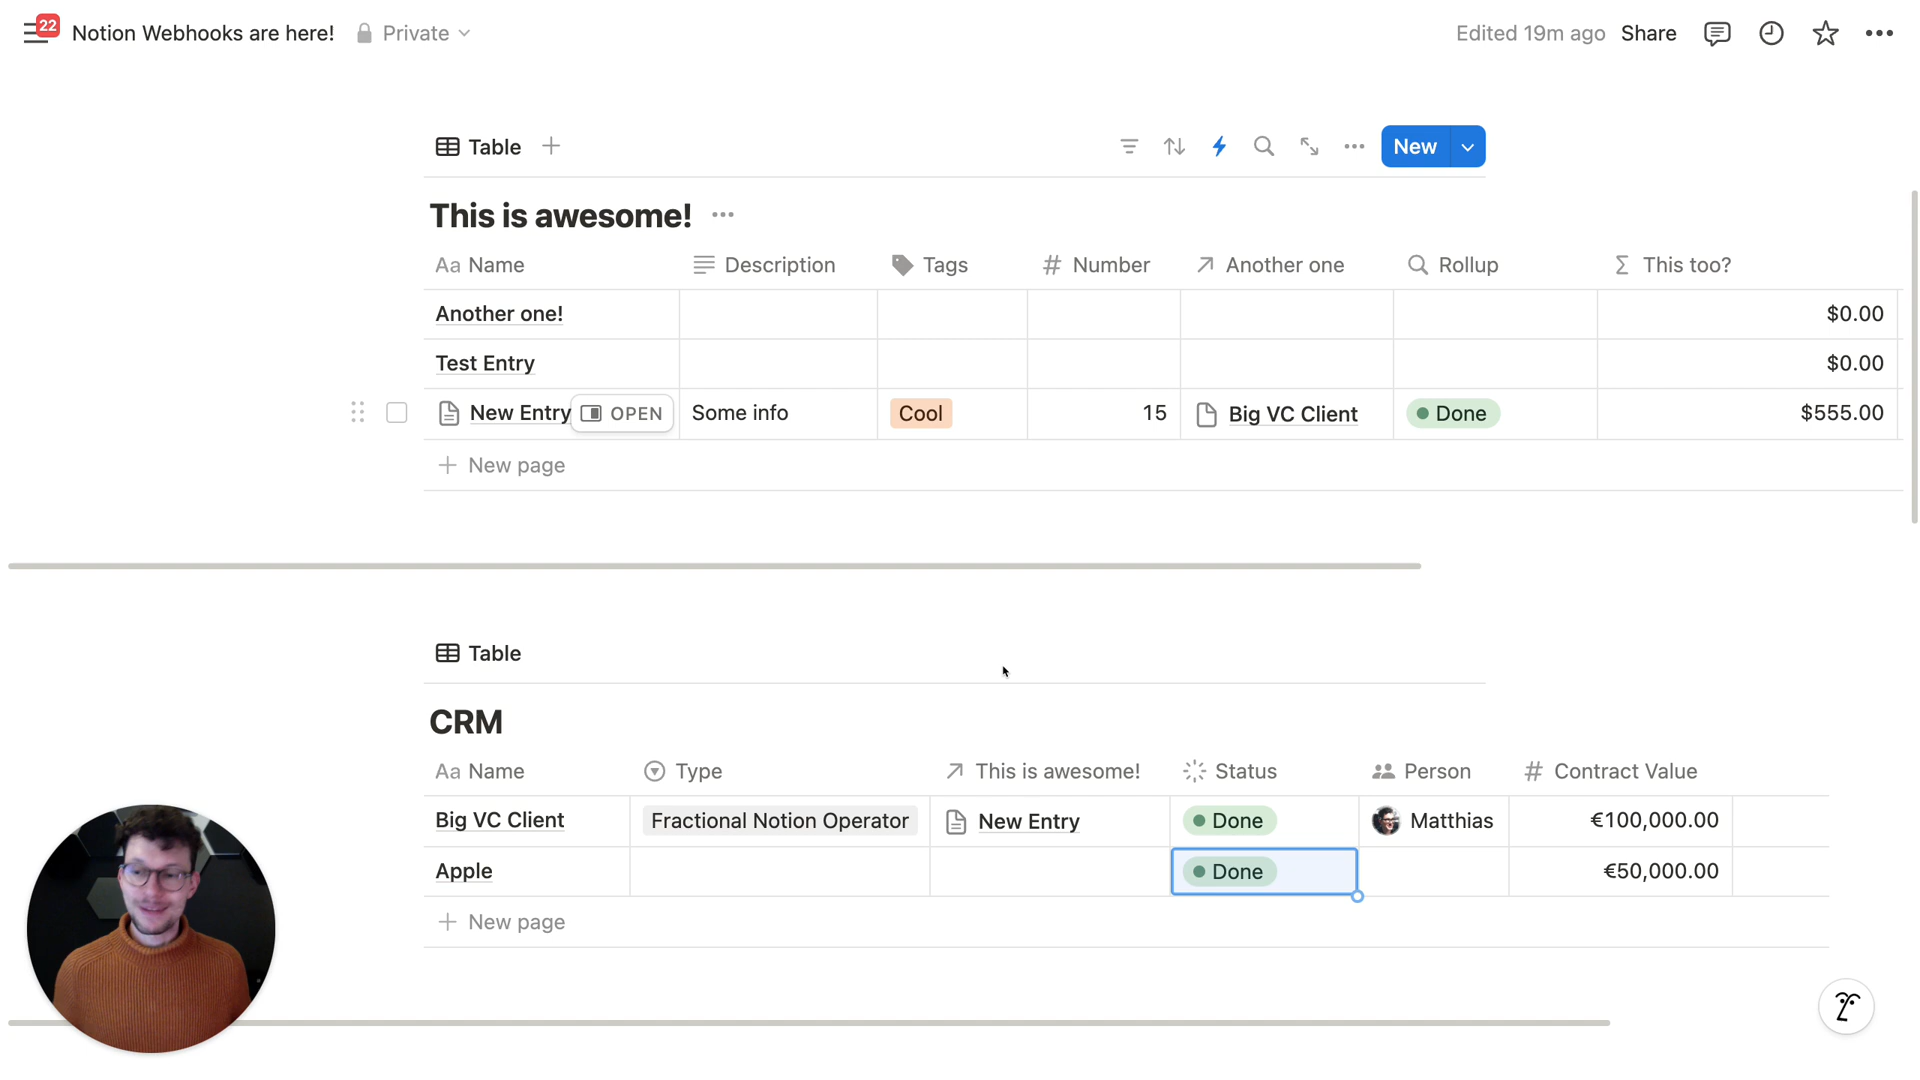 22 Notion Webhooks are here! Private Edited 19m ago Share
Table New
This is awesome!
Aa Name Description Tags # Number Another one Rollup Σ This too?
Another one! $0.00
Test Entry $0.00
New Entry OPEN Some info Cool 15 Big VC Client Done $555.00
+ New page
Table
CRM
Aa Name Type This is awesome! Status Person # Contract Value
Big VC Client Fractional Notion Operator New Entry Done Matthias €100,000.00
Apple Done €50,000.00
+ New page